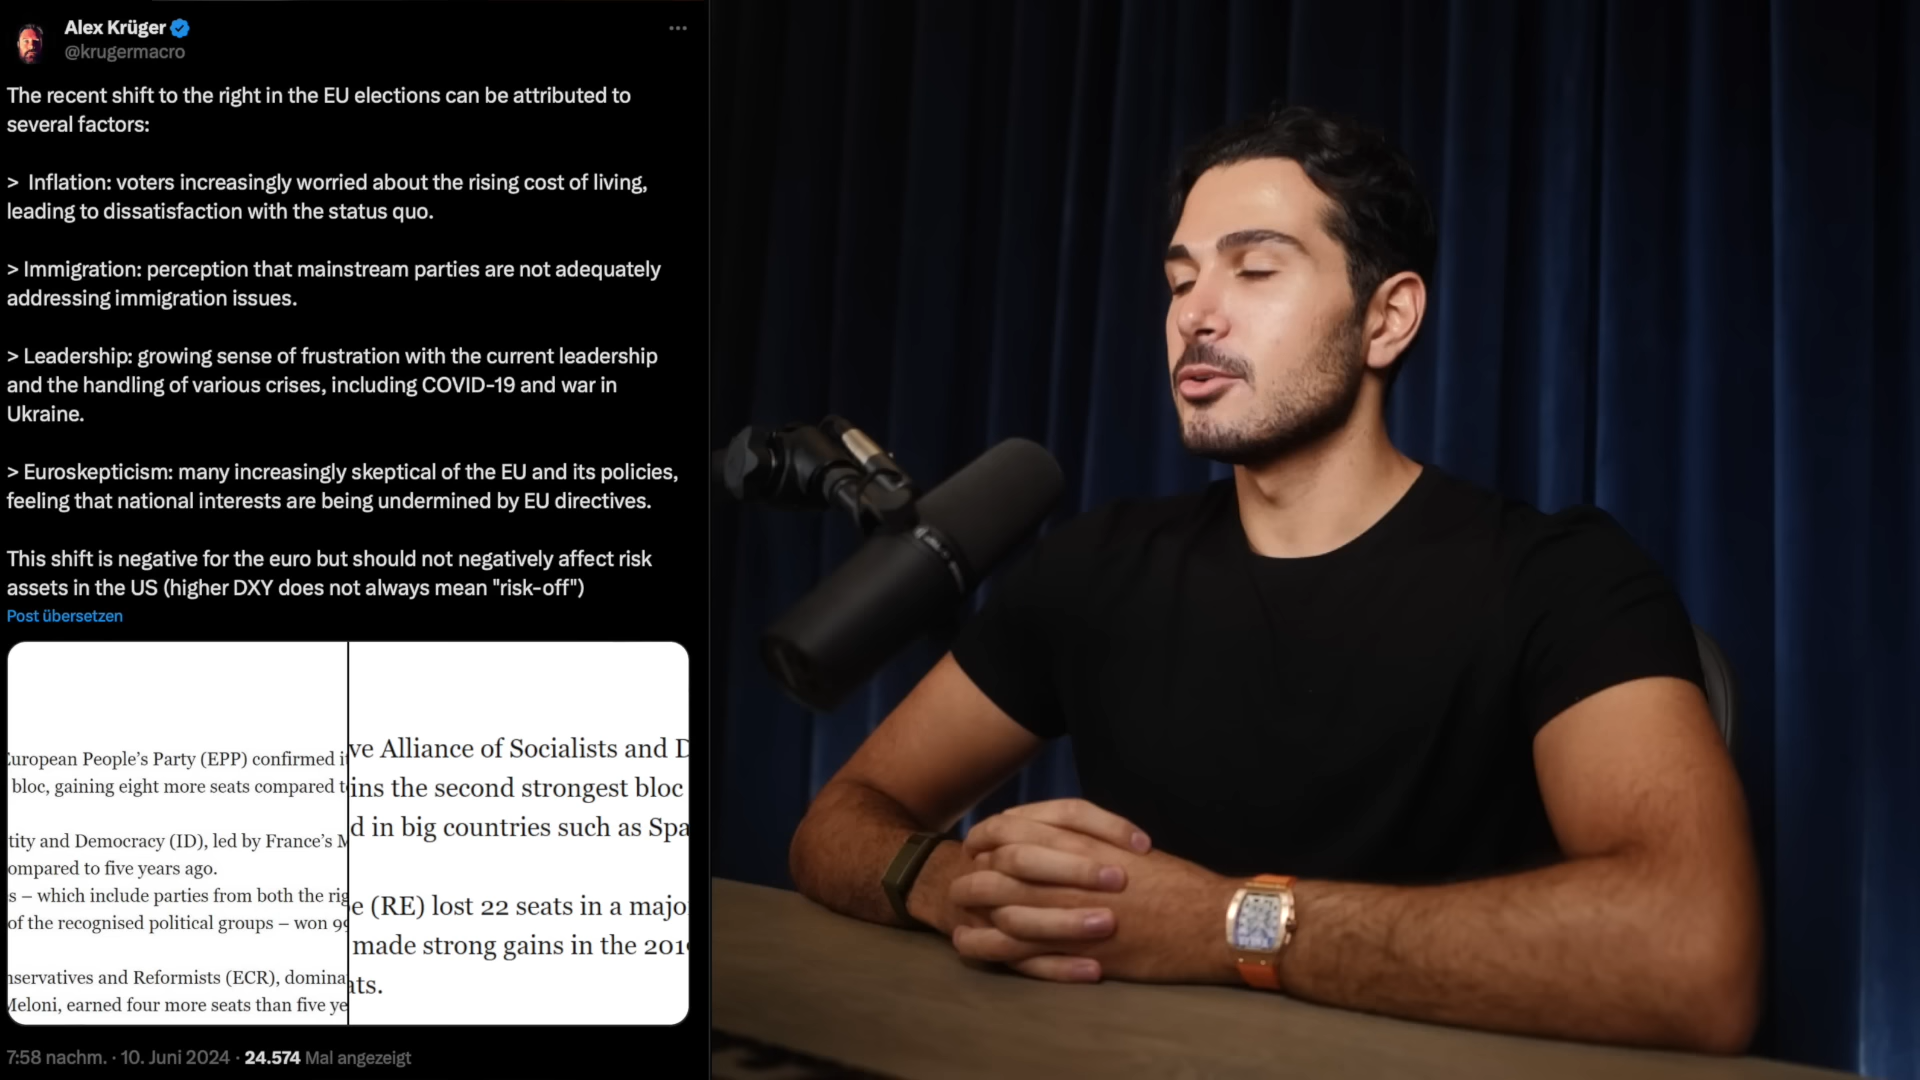 Alex Krüger
@krugermacro
The recent shift to the right in the EU elections can be attributed to
several factors:
> Inflation: voters increasingly worried about the rising cost of living,
leading to dissatisfaction with the status quo.
> Immigration: perception that mainstream parties are not adequately
addressing immigration issues.
> Leadership: growing sense of frustration with the current leadership
and the handling of various crises, including COVID-19 and war in
Ukraine.
> Euroskepticism: many increasingly skeptical of the EU and its policies,
feeling that national interests are being undermined by EU directives.
This shift is negative for the euro but should not negatively affect risk
assets in the US (higher DXY does not always mean "risk-off")
Post übersetzen
European People's Party (EPP) confirmed
bloc, gaining eight more seats compared
tity and Democracy (ID), led by France's
ompared to five years ago.
s – which include parties from both the
of the recognised political groups – won
nservatives and Reformists (ECR), domina
Meloni, earned four more seats than five
ve Alliance of Socialists and D
ins the second strongest bloc
d in big countries such as Spa
e (RE) lost 22 seats in a majo
made strong gains in the 201
ats.
7:58 nachm. · 10. Juni 2024 · 24.574 Mal angezeigt